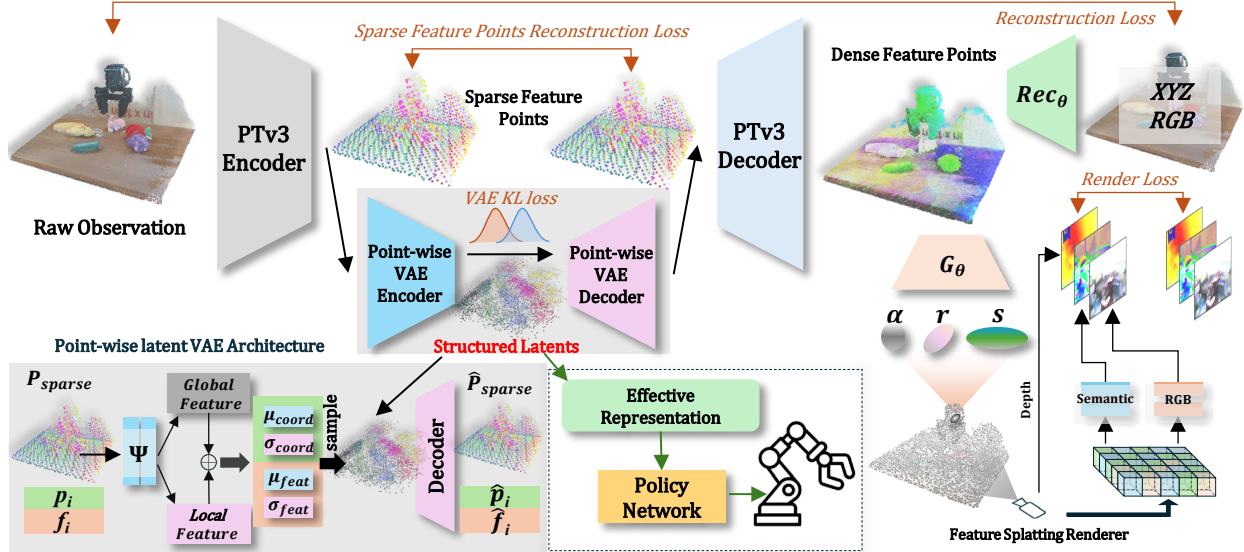 Reconstruction Loss
Sparse Feature Points Reconstruction Loss
Dense Feature Points
Sparse Feature
Points
PTv3
Encoder
PTv3
Decoder
Rec_θ
XYZ
RGB
Raw Observation
VAE KL loss
Point-wise
VAE
Encoder
Point-wise
VAE
Decoder
Structured Latents
Render Loss
G_θ
α
r
s
Depth
Semantic
RGB
Feature Splatting Renderer
Point-wise latent VAE Architecture
P_sparse
Ψ
Global
Feature
Local
Feature
μ_coord
σ_coord
μ_feat
σ_feat
sample
Decoder
P̂_sparse
p_i
f_i
p̂_i
f̂_i
Effective
Representation
Policy
Network